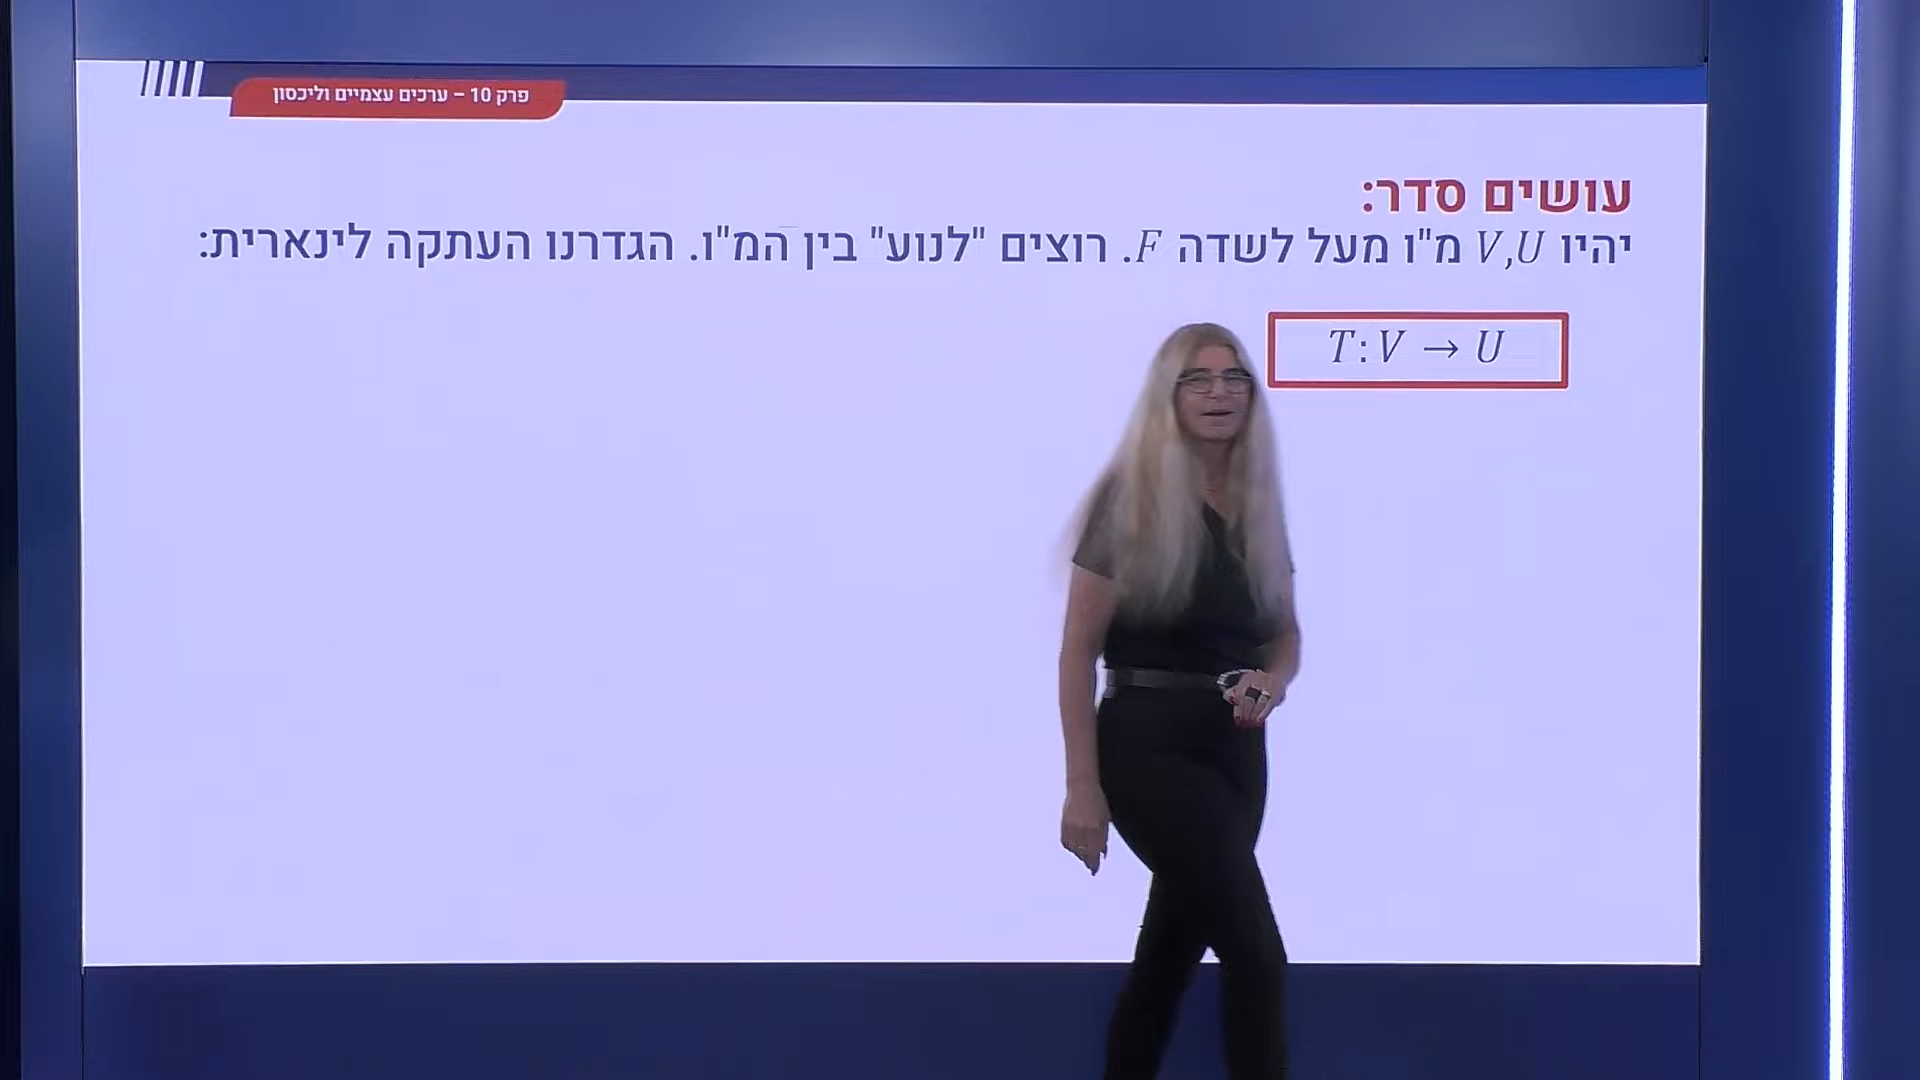 פרק 10 – ערכים עצמיים וליכסון
עושים סדר:
יהיו V,U מ"ו מעל לשדה F. רוצים "לנוע" בין המ"ו. הגדרנו העתקה לינארית:
T:V → U